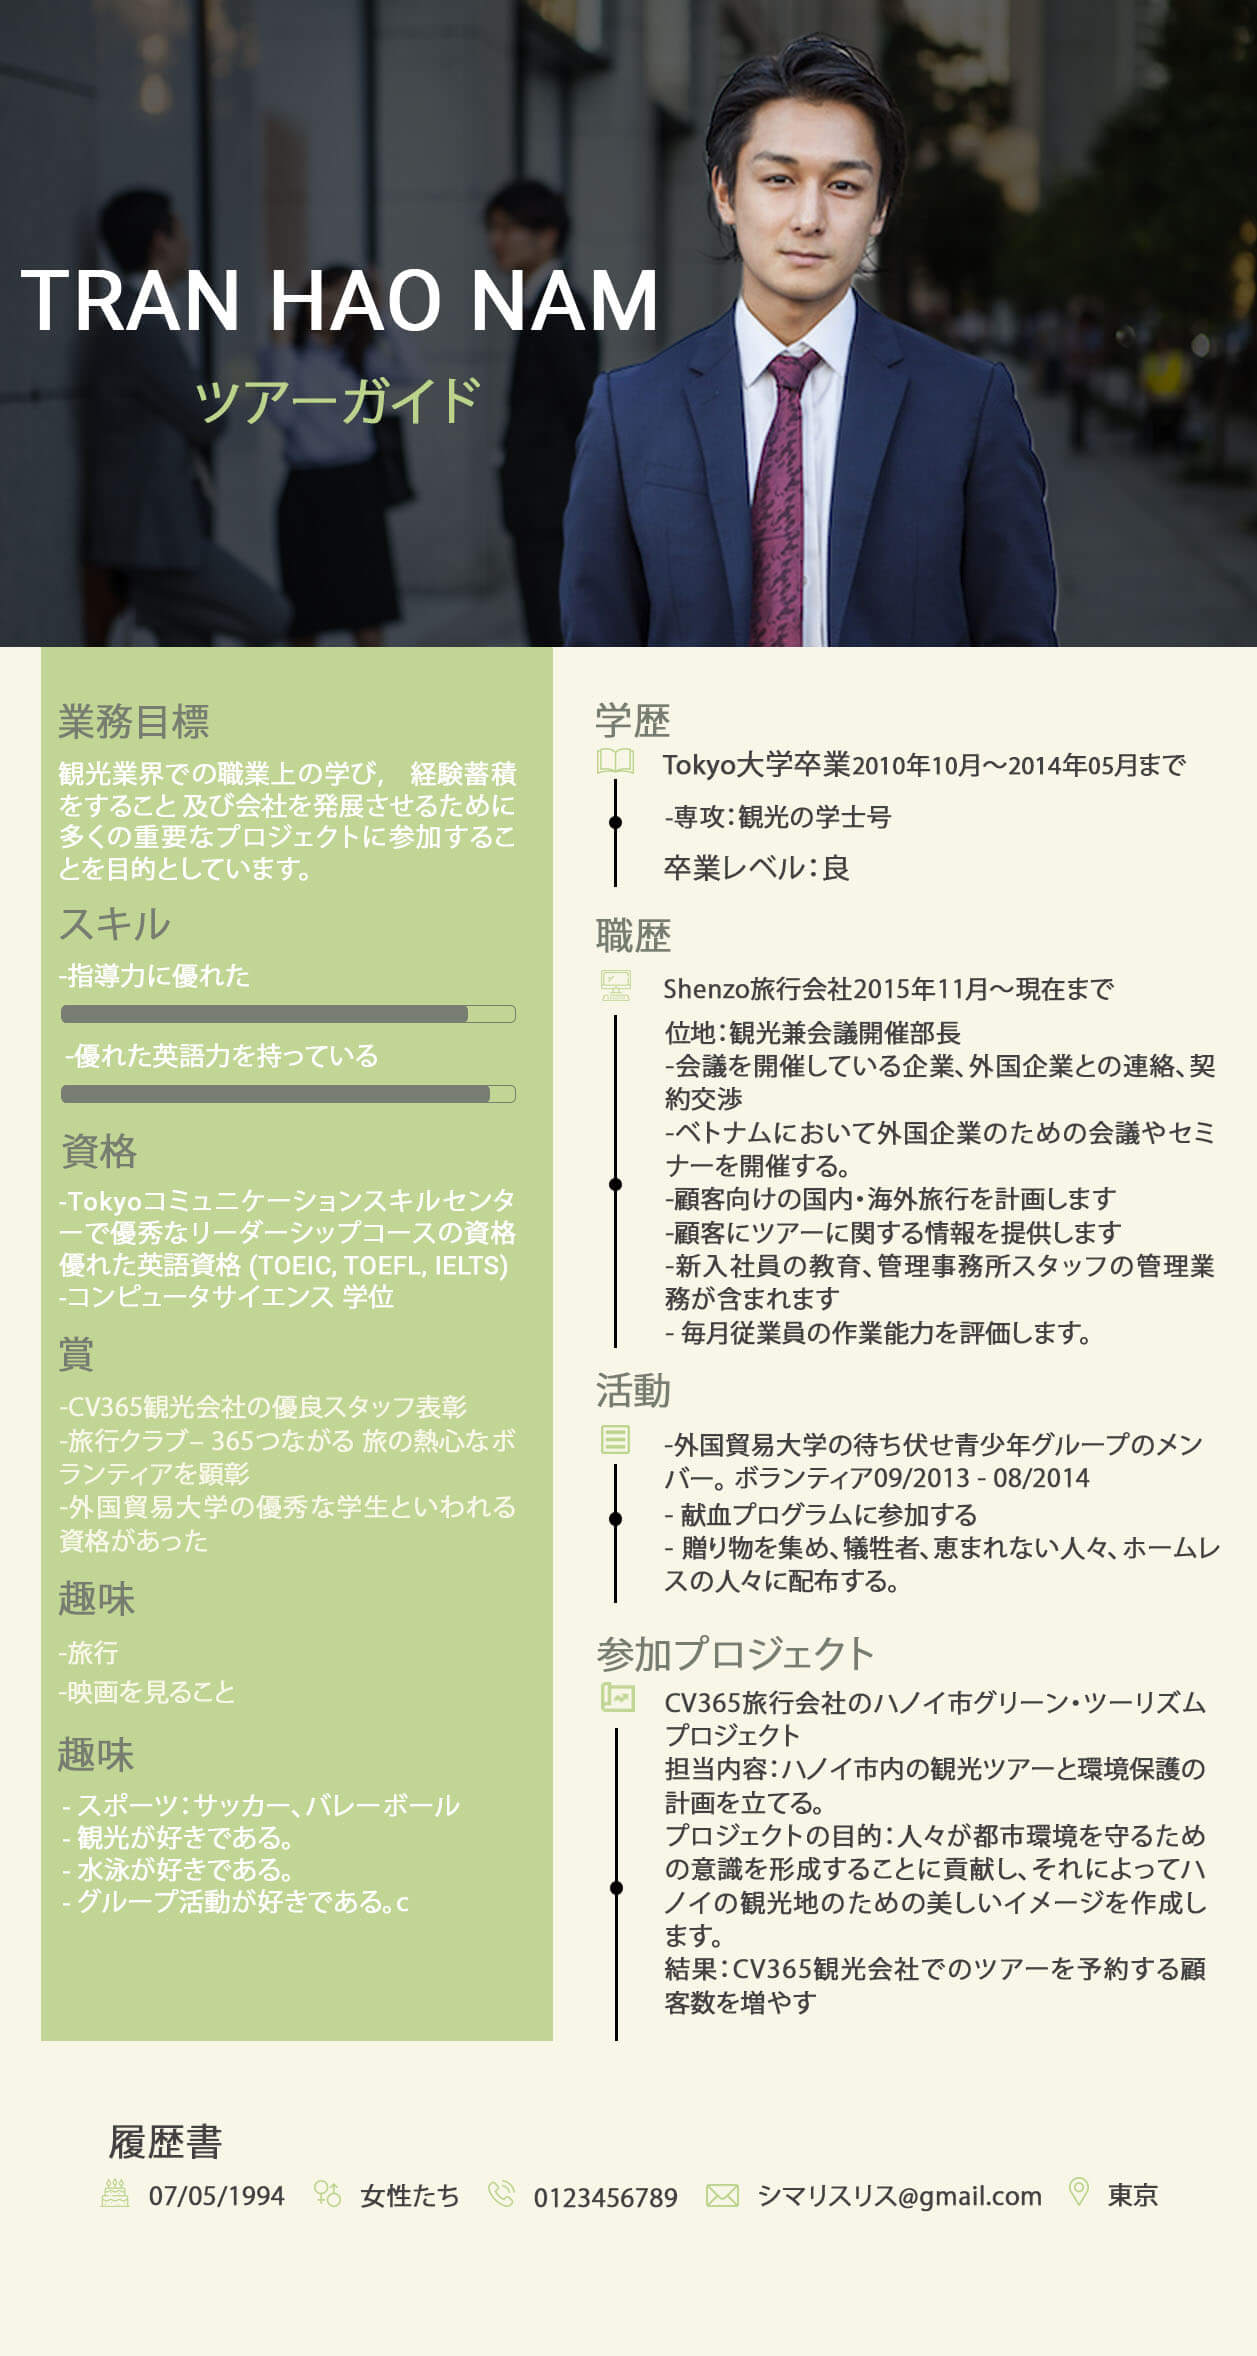 TRAN HAO NAM
ツアーガイド
業務目標
観光業界での職業上の学び, 経験蓄積
をすること 及び会社を発展させるために
多くの重要なプロジェクトに参加するこ
とを目的としています。
スキル
-指導力に優れた
-優れた英語力を持っている
資格
-Tokyoコミュニケーションスキルセンタ
ーで優秀なリーダーシップコースの資格
優れた英語資格 (TOEIC, TOEFL, IELTS)
-コンピュータサイエンス 学位
賞
-CV365観光会社の優良スタッフ表彰
-旅行クラブ– 365つながる 旅の熱心なボ
ランティアを顕彰
-外国貿易大学の優秀な学生といわれる
資格があった
趣味
-旅行
-映画を見ること
趣味
- スポーツ：サッカー、バレーボール
- 観光が好きである。
- 水泳が好きである。
- グループ活動が好きである。c
学歴
Tokyo大学卒業2010年10月～2014年05月まで
-専攻：観光の学士号
卒業レベル：良
職歴
Shenzo旅行会社2015年11月～現在まで
位地：観光兼会議開催部長
-会議を開催している企業、外国企業との連絡、契
約交渉
-ベトナムにおいて外国企業のための会議やセミ
ナーを開催する。
-顧客向けの国内・海外旅行を計画します
-顧客にツアーに関する情報を提供します
-新入社員の教育、管理事務所スタッフの管理業
務が含まれます
- 毎月従業員の作業能力を評価します。
活動
-外国貿易大学の待ち伏せ青少年グループのメン
バー。ボランティア09/2013 - 08/2014
- 献血プログラムに参加する
- 贈り物を集め、犠牲者、恵まれない人々、ホームレ
スの人々に配布する。
参加プロジェクト
CV365旅行会社のハノイ市グリーン・ツーリズム
プロジェクト
担当内容：ハノイ市内の観光ツアーと環境保護の
計画を立てる。
プロジェクトの目的：人々が都市環境を守るため
の意識を形成することに貢献し、それによってハ
ノイの観光地のための美しいイメージを作成し
ます。
結果：CV365観光会社でのツアーを予約する顧
客数を増やす
履歴書
07/05/1994 女性たち 0123456789 シマリスリス@gmail.com 東京